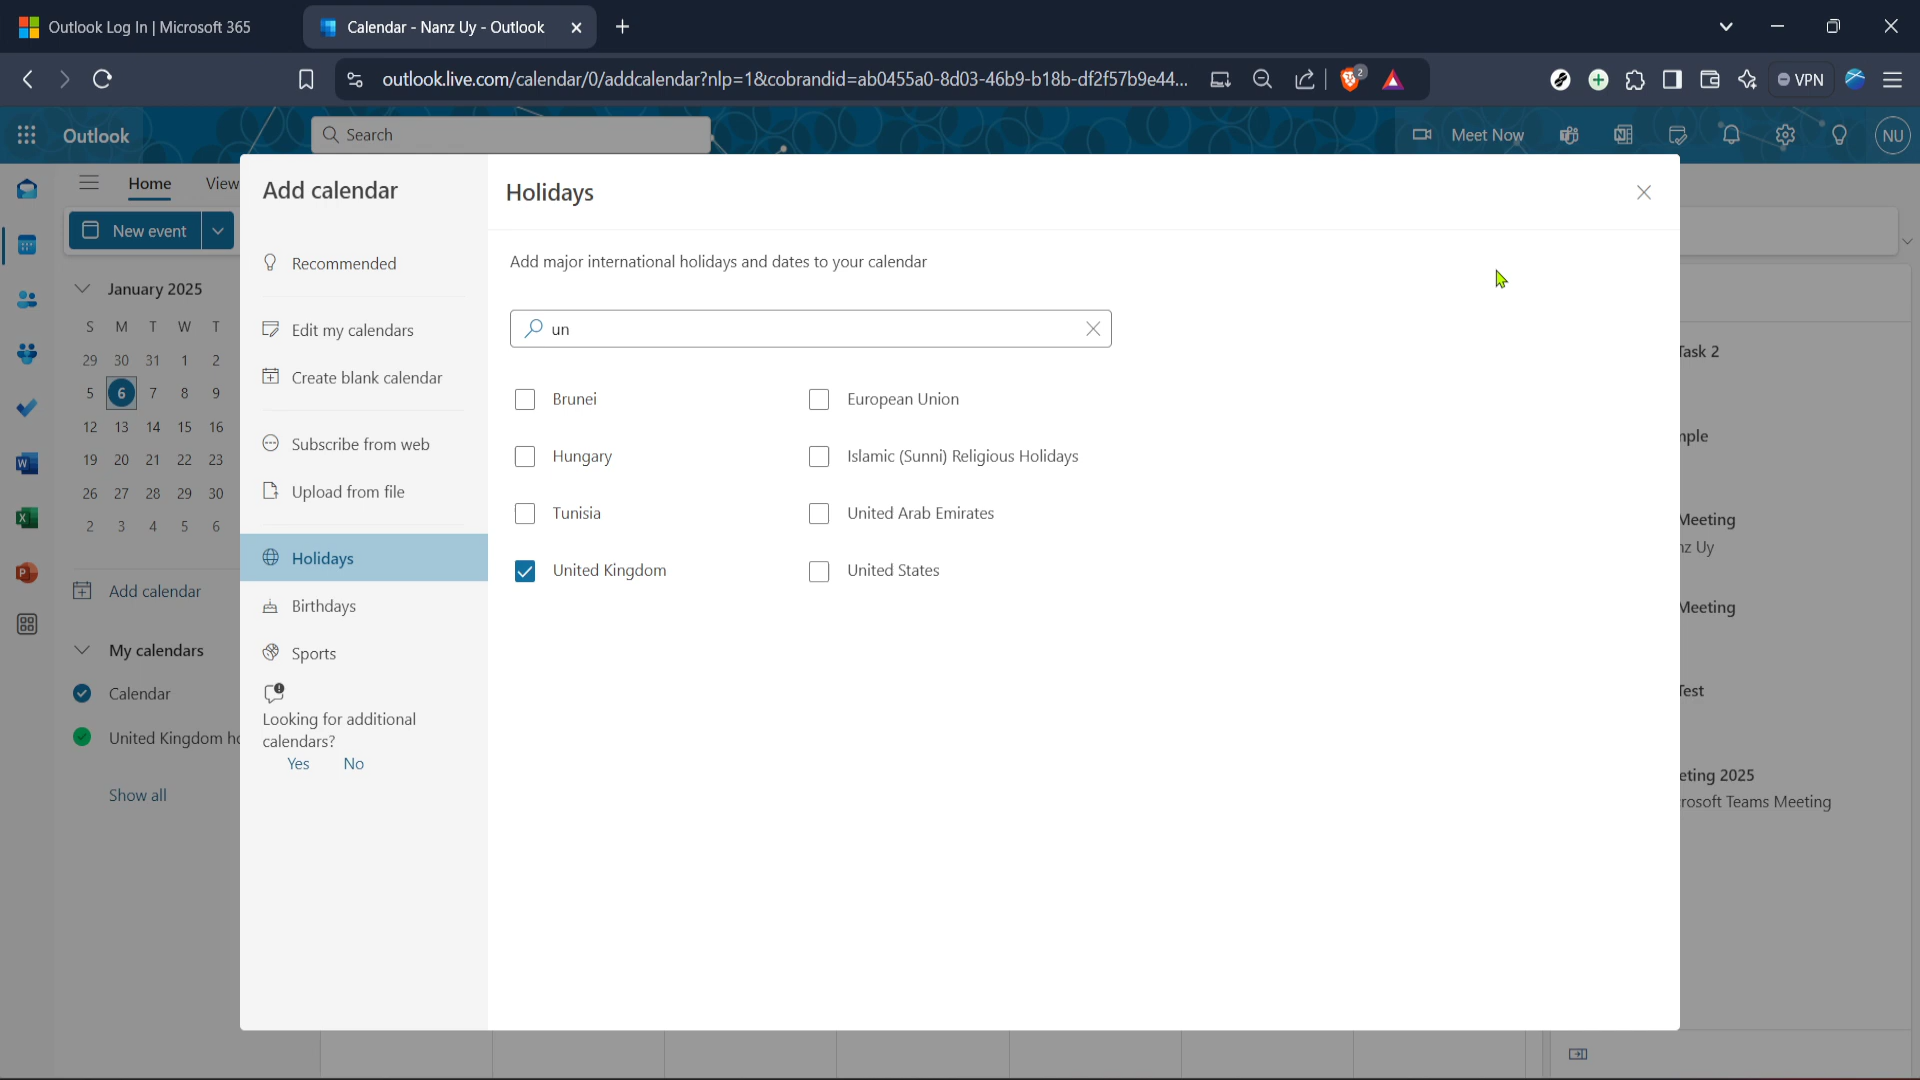 Outlook Log In | Microsoft 365
Calendar - Nanz Uy - Outlook
outlook.live.com/calendar/0/addcalendar?nlp=1&cobrandid=ab0455a0-8d03-46b9-b18b-df2f57b9e44...
2
VPN
Outlook
Search
Meet Now
NU
Home
View
New event
January 2025
S M T W T
29 30 31 1 2
5 6 7 8 9
12 13 14 15 16
19 20 21 22 23
26 27 28 29 30
2 3 4 5 6
Add calendar
My calendars
Calendar
United Kingdom ho
Show all
Add calendar
Recommended
Edit my calendars
Create blank calendar
Subscribe from web
Upload from file
Holidays
Birthdays
Sports
Looking for additional
calendars?
Yes No
Holidays
Add major international holidays and dates to your calendar
un
Brunei
European Union
Hungary
Islamic (Sunni) Religious Holidays
Tunisia
United Arab Emirates
United Kingdom
United States
Task 2
mple
Meeting
nz Uy
Meeting
Test
eting 2025
crosoft Teams Meeting